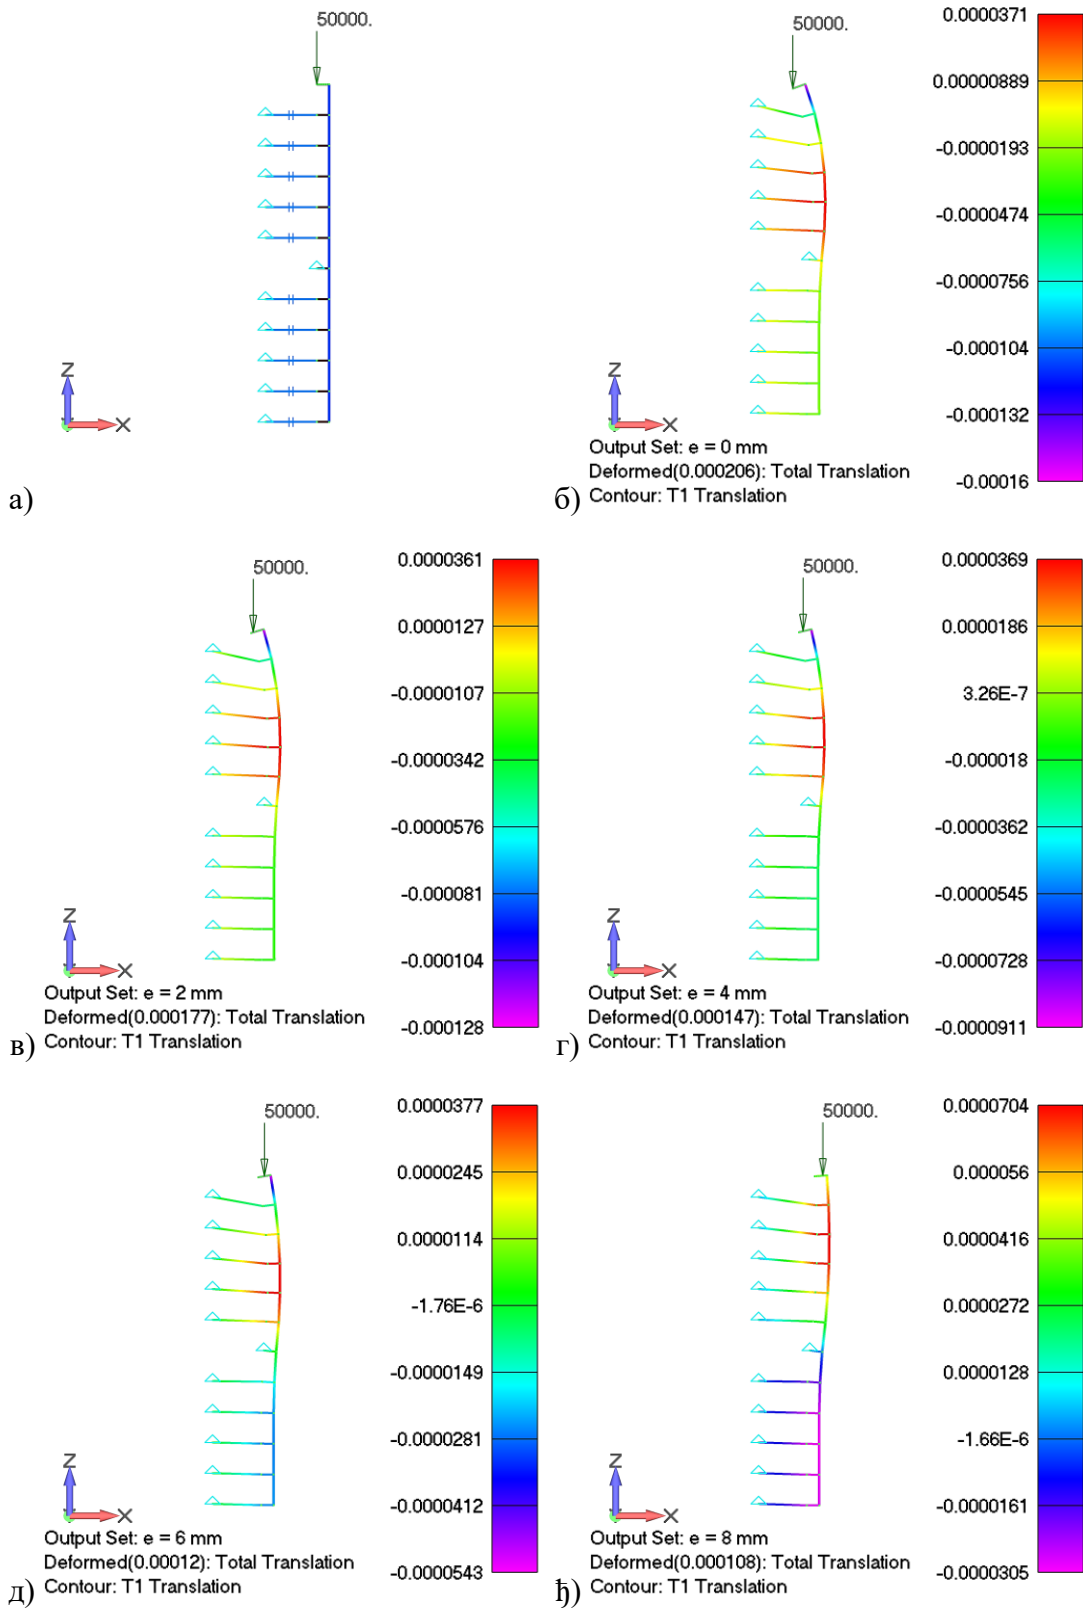 50000.
Z
X
а)
50000.
0.0000371
0.00000889
-0.0000193
-0.0000474
-0.0000756
-0.000104
-0.000132
-0.00016
Z
X
Output Set: e = 0 mm
Deformed(0.000206): Total Translation
Contour: T1 Translation
б)
50000.
0.0000361
0.0000127
-0.0000107
-0.0000342
-0.0000576
-0.000081
-0.000104
-0.000128
Z
X
Output Set: e = 2 mm
Deformed(0.000177): Total Translation
Contour: T1 Translation
в)
50000.
0.0000369
0.0000186
3.26E-7
-0.000018
-0.0000362
-0.0000545
-0.0000728
-0.0000911
Z
X
Output Set: e = 4 mm
Deformed(0.000147): Total Translation
Contour: T1 Translation
г)
50000.
0.0000377
0.0000245
0.0000114
-1.76E-6
-0.0000149
-0.0000281
-0.0000412
-0.0000543
Z
X
Output Set: e = 6 mm
Deformed(0.00012): Total Translation
Contour: T1 Translation
д)
50000.
0.0000704
0.000056
0.0000416
0.0000272
0.0000128
-1.66E-6
-0.0000161
-0.0000305
Z
X
Output Set: e = 8 mm
Deformed(0.000108): Total Translation
Contour: T1 Translation
ђ)